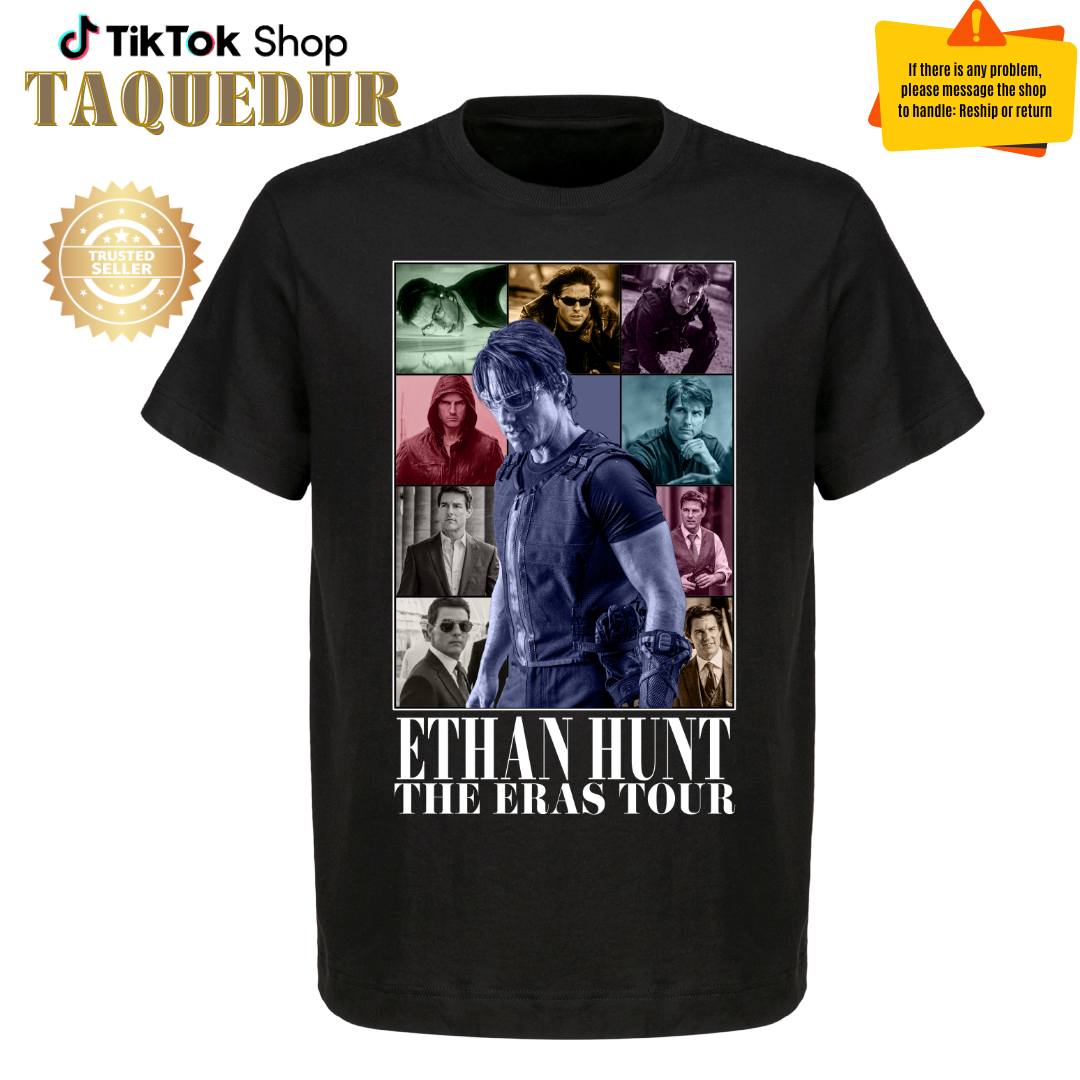 TikTok Shop
TAQUEDUR
If there is any problem,
please message the shop
to handle: Reship or return
TRUSTED
SELLER
ETHAN HUNT
THE ERAS TOUR